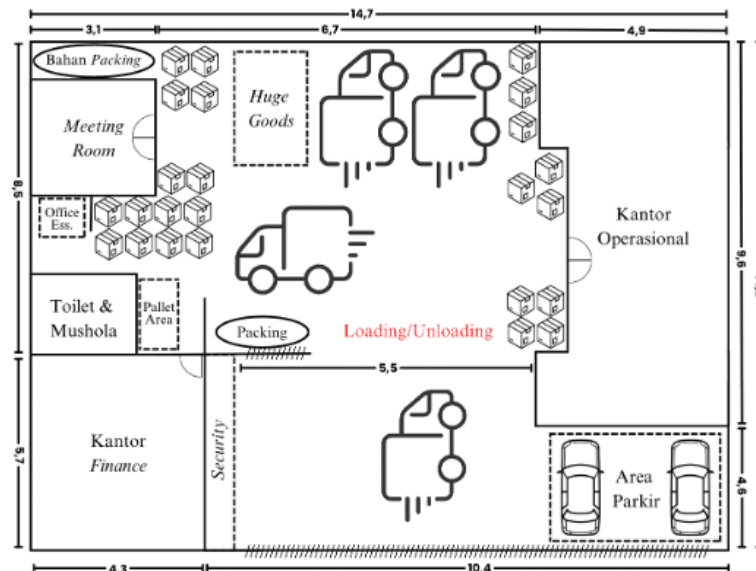 14,7
3,1
6,7
4,9
Bahan Packing
Huge
Goods
Meeting
Room
8,5
Office
Ess.
Kantor
Operasional
9,6
Toilet &
Mushola
Pallet
Area
Packing
Loading/Unloading
5,5
Kantor
Finance
Security
5,7
Area
Parkir
4,6
4,3
10,4